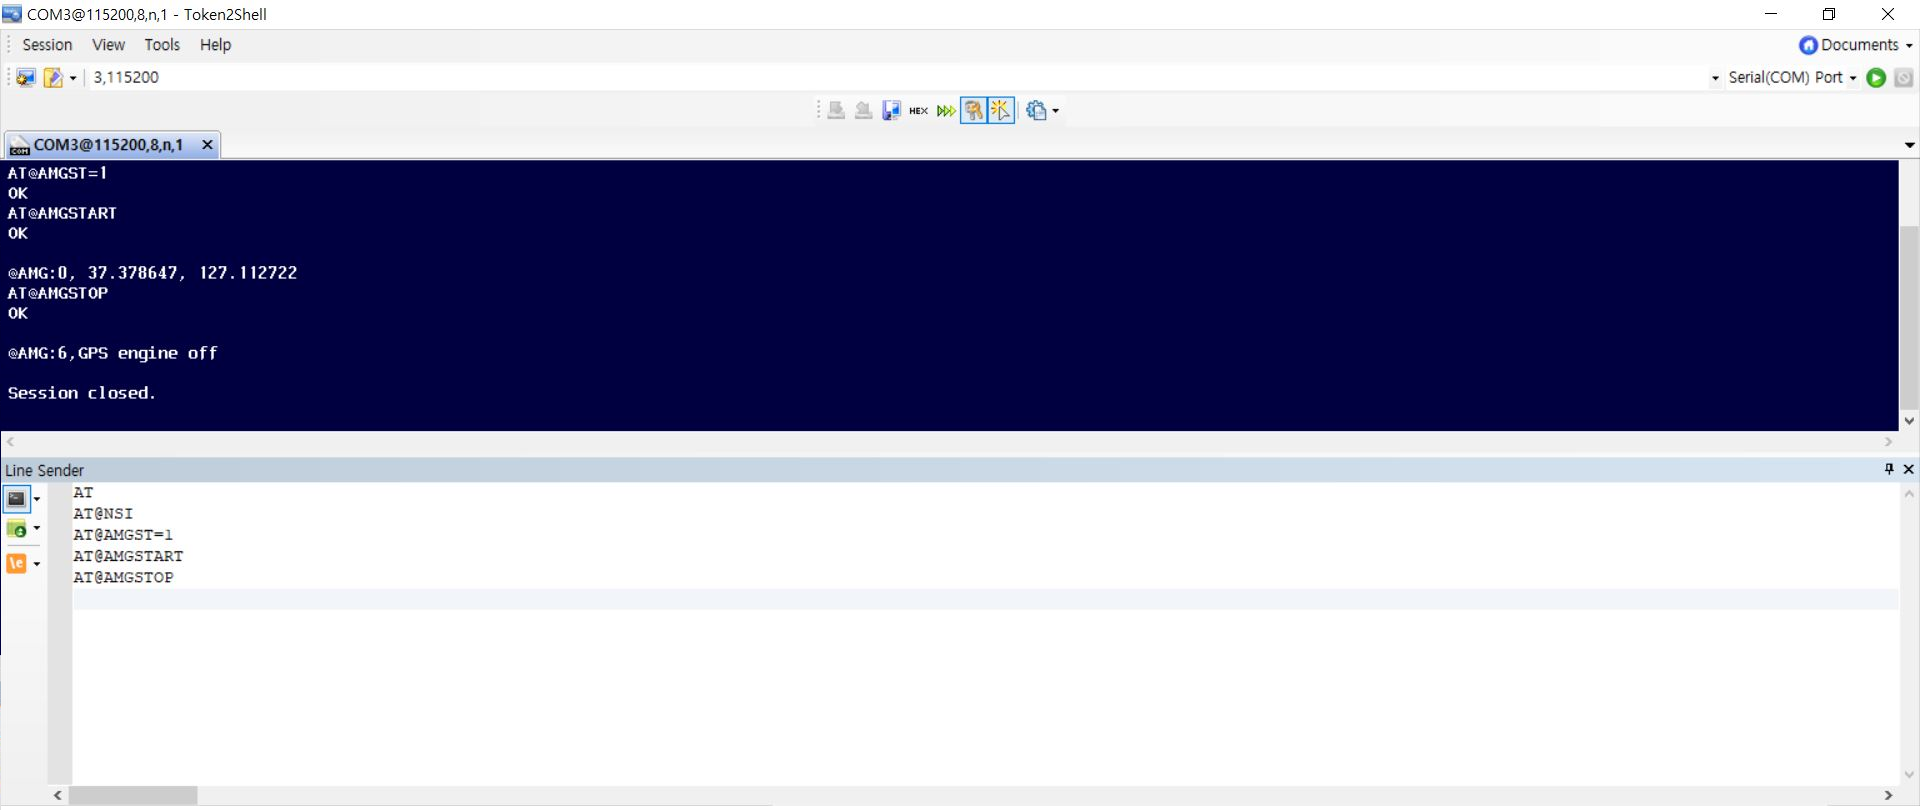 COM3@115200,8,n,1 - Token2Shell
Session View Tools Help
Documents
3,115200
Serial(COM) Port
HEX
COM
COM3@115200,8,n,1
AT@AMGST=1
OK
AT@AMGSTART
OK
@AMG:0, 37.378647, 127.112722
AT@AMGSTOP
OK
@AMG:6,GPS engine off
Session closed.
Line Sender
AT
AT@NSI
AT@AMGST=1
\e
AT@AMGSTART
AT@AMGSTOP